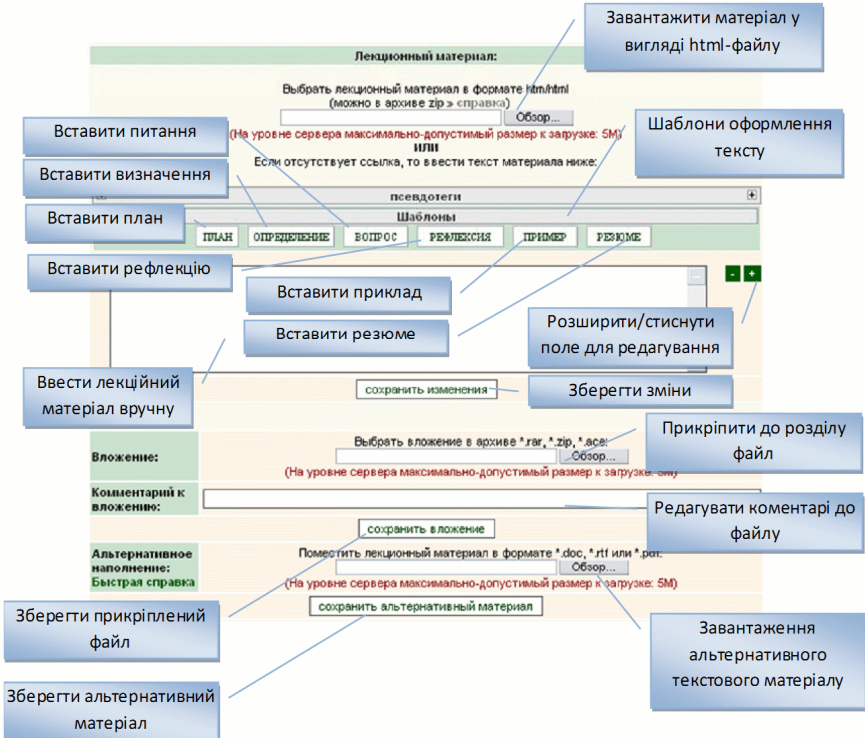 Завантажити матеріал у
вигляді html-файлу
Лекционный материал:
Выбрать лекционный материал в формате htm/html
(можно в архиве zip » справка)
Обзор...
(На уровне сервера максимально-допустимый размер к загрузке: 5M)
ИЛИ
Если отсутствует ссылка, то ввести текст материала ниже:
Вставити питання
Шаблони оформлення
тексту
Вставити визначення
псевдотеги
+
Вставити план
Шаблоны
ПЛАН
ОПРЕДЕЛЕНИЕ
ВОПРОС
РЕФЛЕКСИЯ
ПРИМЕР
РЕЗЮМЕ
Вставити рефлекцію
- +
Вставити приклад
Вставити резюме
Розширити/стиснути
поле для редагування
Ввести лекційний
матеріал вручну
сохранить изменения
Зберегти зміни
Прикріпити до розділу
файл
Вложение:
Выбрать вложение в архиве *.rar, *.zip, *.ace:
Обзор...
(На уровне сервера максимально-допустимый размер к загрузке: 5M)
Комментарий к
вложению:
Редагувати коментарі до
файлу
сохранить вложение
Альтернативное
наполнение:
Быстрая справка
Поместить лекционный материал в формате *.doc, *.rtf или *.pdf:
Обзор...
(На уровне сервера максимально-допустимый размер к загрузке: 5M)
сохранить альтернативный материал
Зберегти прикріплений
файл
Завантаження
альтернативного
текстового матеріалу
Зберегти альтернативний
матеріал